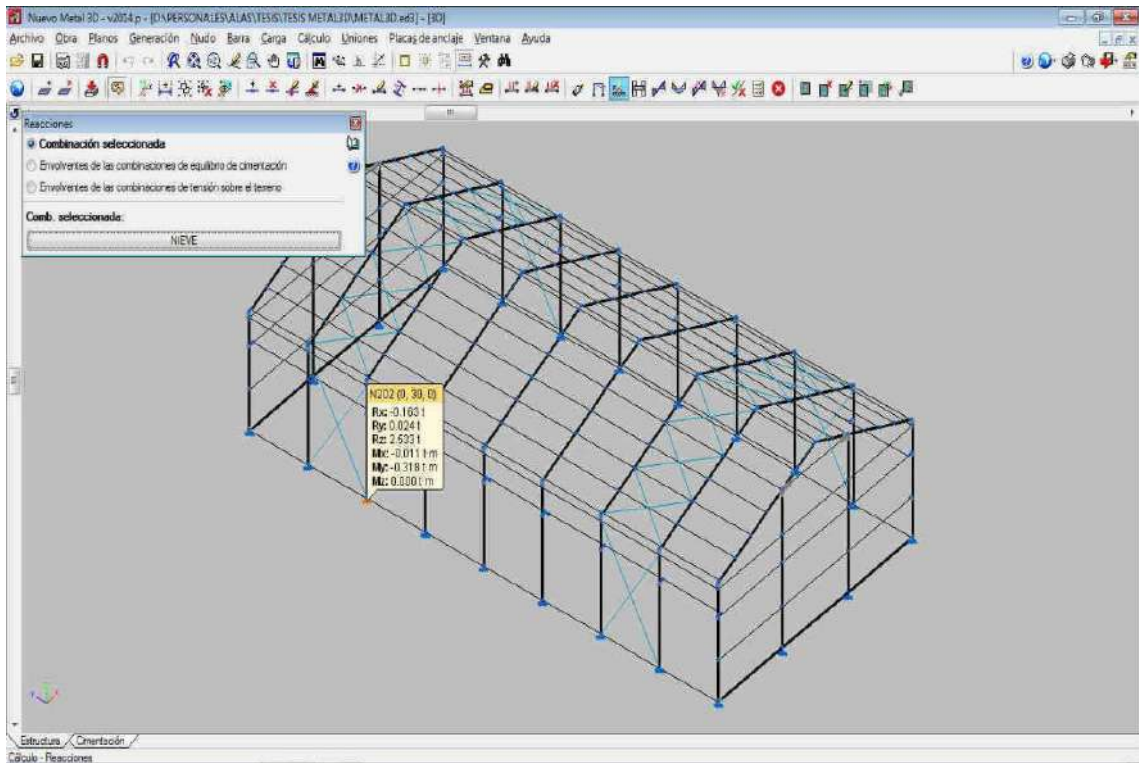 Nuevo Metal 3D - v2014.p - [D:\PERSONALES\ALAS\TESIS\TESIS METAL3D\METAL3D.ed3] - [3D]
Archivo Obra Planos Generación Nudo Barra Carga Cálculo Uniones Placas de anclaje Ventana Ayuda
Reacciones
Combinación seleccionada
Envolventes de las combinaciones de equilibrio de cimentación
Envolventes de las combinaciones de tensión sobre el terreno
Comb. seleccionada:
NIEVE
N202 (0, 30, 0)
Rx: -0.163 t
Ry: 0.024 t
Rz: 2.533 t
Mx: -0.011 t·m
My: -0.318 t·m
Mz: 0.000 t·m
Estructura Cimentación
Cálculo - Reacciones